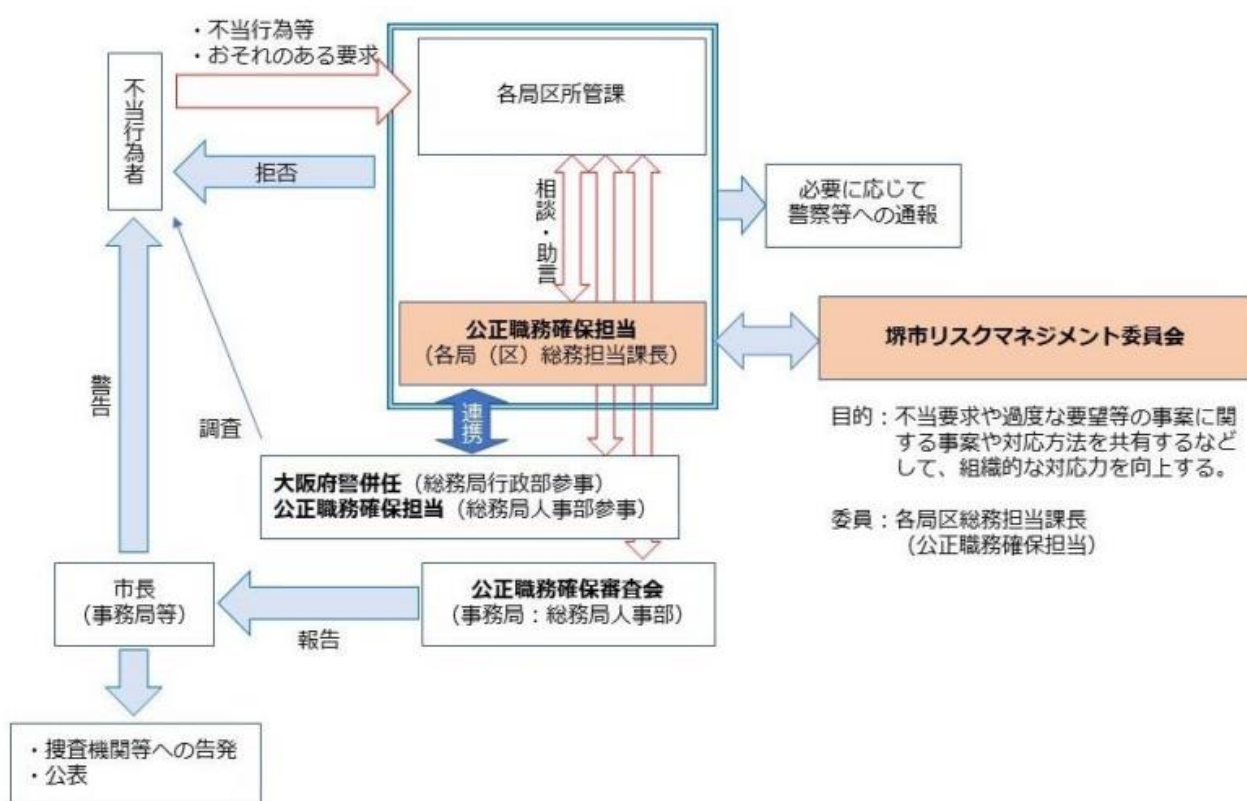 ・不当行為等
・おそれのある要求
不当行為者
各局区所管課
拒否
相談・助言
必要に応じて
警察等への通報
公正職務確保担当
（各局（区）総務担当課長）
堺市リスクマネジメント委員会
警告
調査
連携
目的：不当要求や過度な要望等の事案に関
する事案や対応方法を共有するなど
して、組織的な対応力を向上する。
委員：各局区総務担当課長
（公正職務確保担当）
大阪府警併任（総務局行政部参事）
公正職務確保担当（総務局人事部参事）
市長
（事務局等）
報告
公正職務確保審査会
（事務局：総務局人事部）
・捜査機関等への告発
・公表